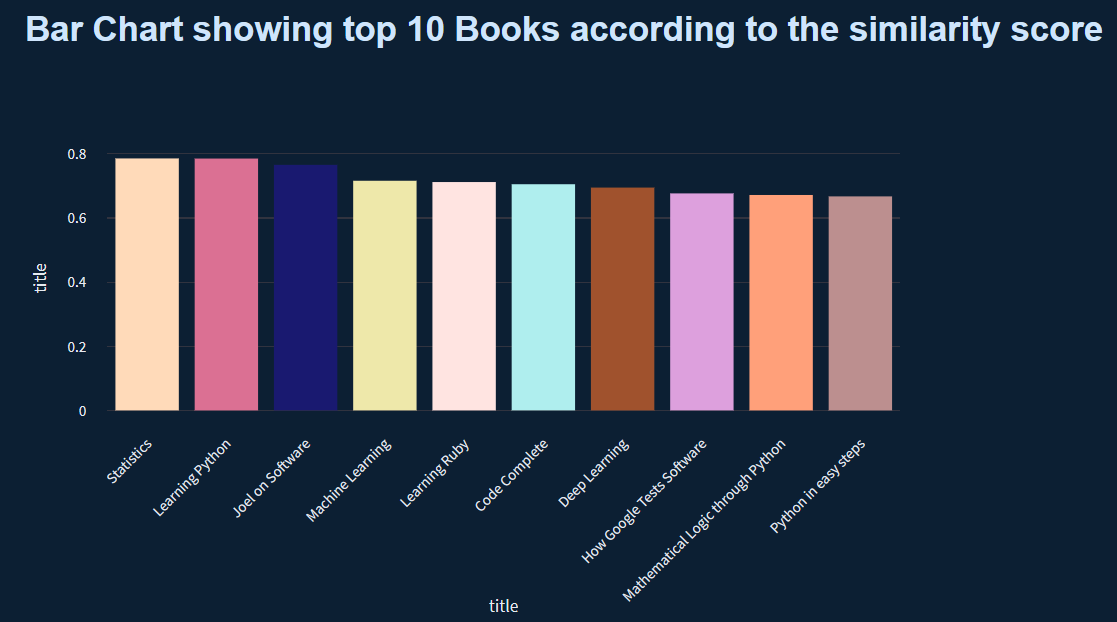 Bar Chart showing top 10 Books according to the similarity score
0.8
0.6
0.4
0.2
0
title
Statistics
Learning Python
Joel on Software
Machine Learning
Learning Ruby
Code Complete
Deep Learning
How Google Tests Software
Mathematical Logic through Python
Python in easy steps
title